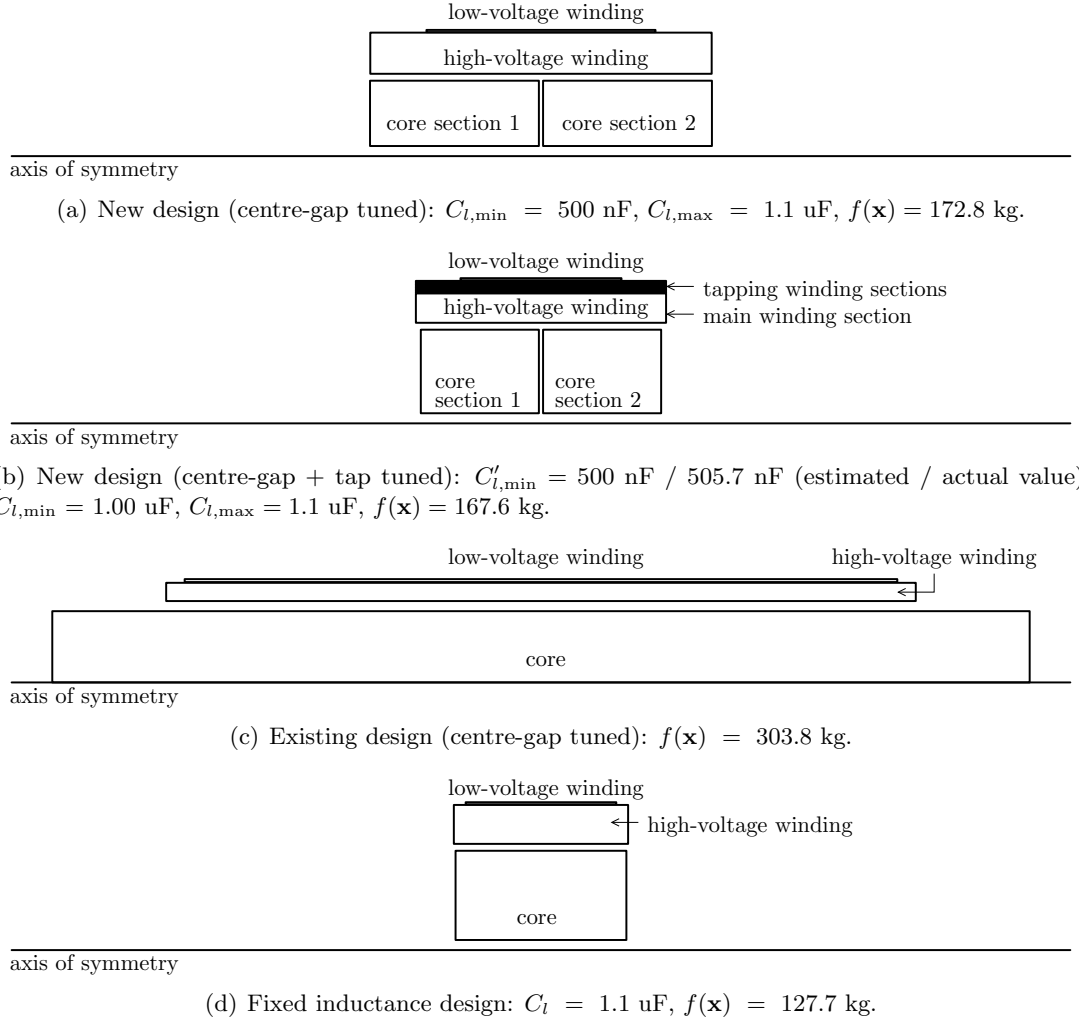 low-voltage winding
high-voltage winding
core section 1 core section 2
axis of symmetry
(a) New design (centre-gap tuned): C_{l,min} = 500 nF, C_{l,max} = 1.1 uF, f(x) = 172.8 kg.
low-voltage winding
tapping winding sections
high-voltage winding
main winding section
core section 1
core section 2
axis of symmetry
b) New design (centre-gap + tap tuned): C′_{l,min} = 500 nF / 505.7 nF (estimated / actual value)
C_{l,min} = 1.00 uF, C_{l,max} = 1.1 uF, f(x) = 167.6 kg.
low-voltage winding
high-voltage winding
core
axis of symmetry
(c) Existing design (centre-gap tuned): f(x) = 303.8 kg.
low-voltage winding
high-voltage winding
core
axis of symmetry
(d) Fixed inductance design: C_l = 1.1 uF, f(x) = 127.7 kg.